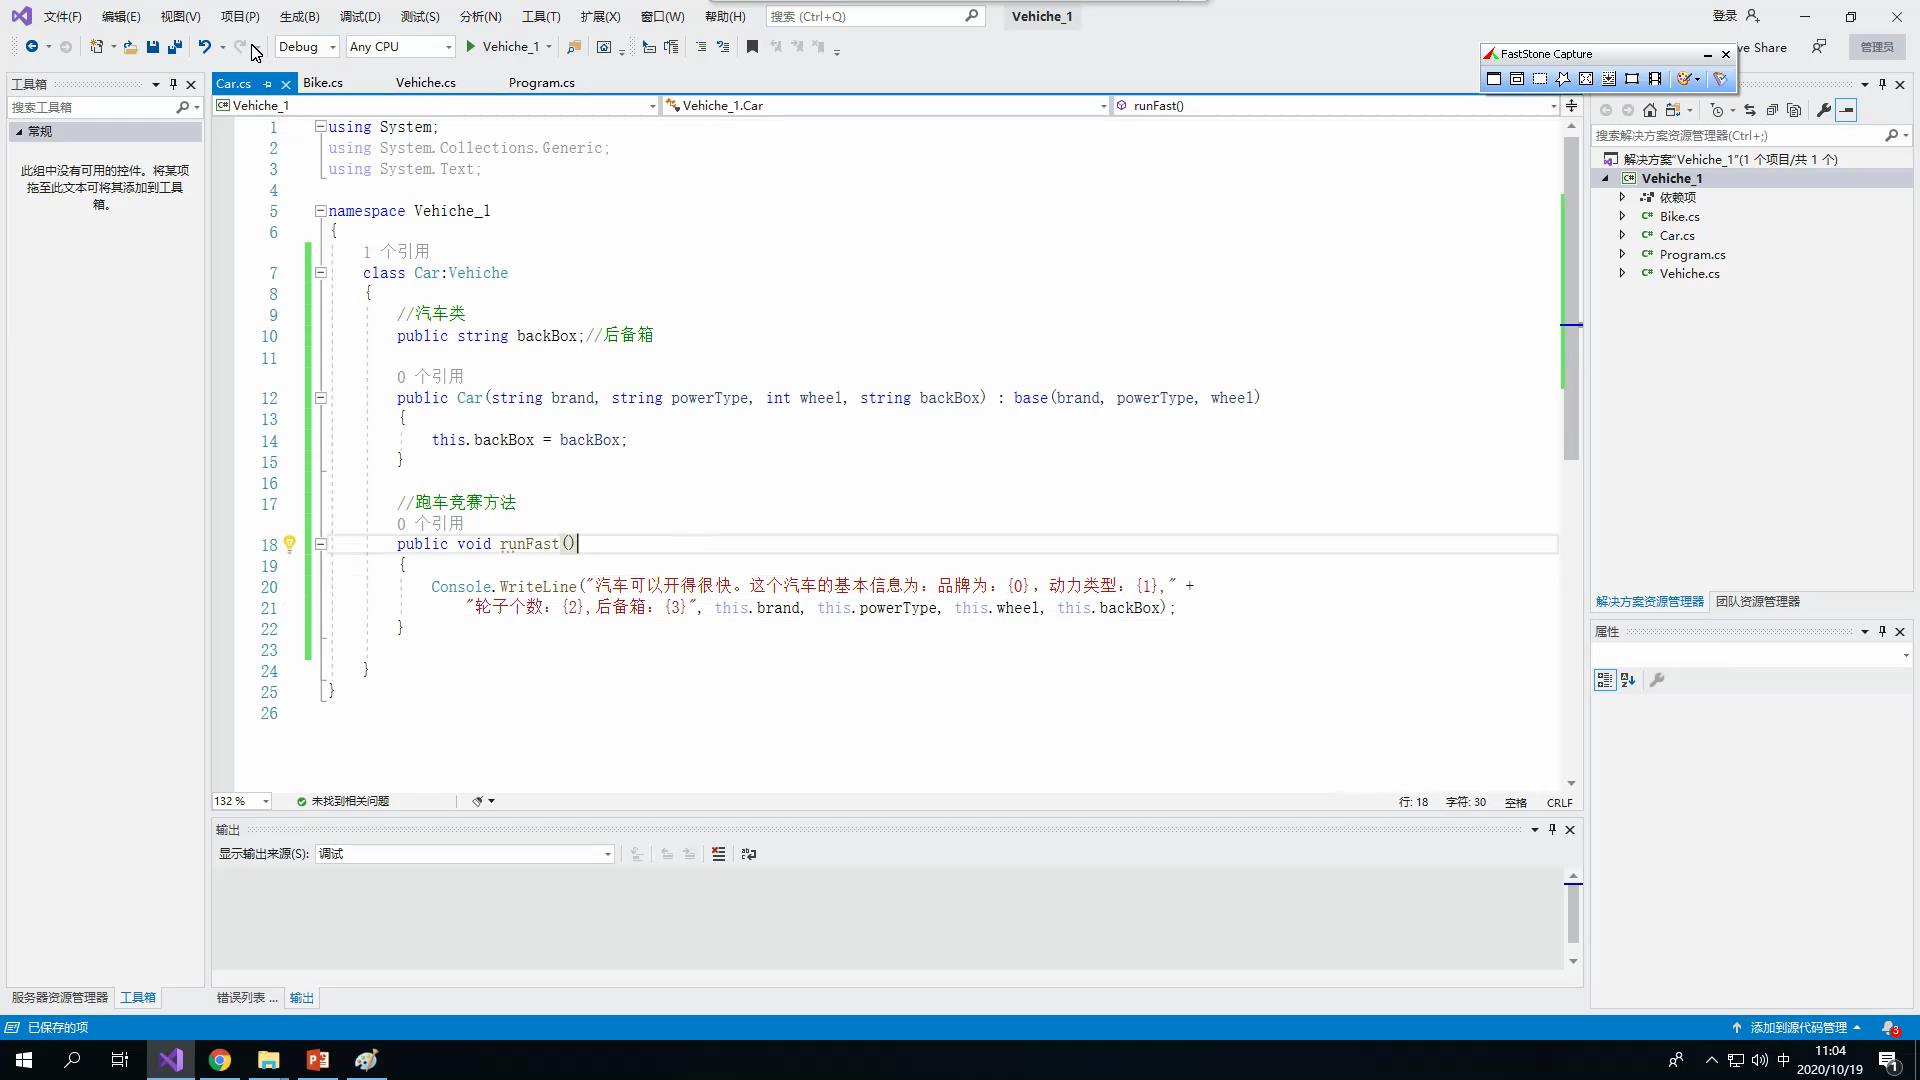 文件(F) 编辑(E) 视图(V) 项目(P) 生成(B) 调试(D) 测试(S) 分析(N) 工具(T) 扩展(X) 窗口(W) 帮助(H) 搜索 (Ctrl+Q) Vehiche_1 登录
Debug Any CPU Vehiche_1 ve Share 管理员
FastStone Capture
工具箱
搜索工具箱
常规
此组中没有可用的控件。将某项
拖至此文本可将其添加到工具
箱。
Car.cs Bike.cs Vehiche.cs Program.cs
Vehiche_1 Vehiche_1.Car runFast()
1 using System;
2 using System.Collections.Generic;
3 using System.Text;
4
5 namespace Vehiche_1
6 {
1 个引用
7 class Car:Vehiche
8 {
9 //汽车类
10 public string backBox;//后备箱
11
0 个引用
12 public Car(string brand, string powerType, int wheel, string backBox) : base(brand, powerType, wheel)
13 {
14 this.backBox = backBox;
15 }
16
17 //跑车竞赛方法
0 个引用
18 public void runFast()
19 {
20 Console.WriteLine("汽车可以开得很快。这个汽车的基本信息为: 品牌为: {0}, 动力类型: {1}," +
21 "轮子个数: {2}, 后备箱: {3}", this.brand, this.powerType, this.wheel, this.backBox);
22 }
23
24 }
25 }
26
132 % 未找到相关问题 行: 18 字符: 30 空格 CRLF
输出
显示输出来源(S): 调试
错误列表 ... 输出
服务器资源管理器 工具箱
搜索解决方案资源管理器(Ctrl+;)
解决方案"Vehiche_1"(1 个项目/共 1 个)
Vehiche_1
依赖项
Bike.cs
Car.cs
Program.cs
Vehiche.cs
解决方案资源管理器 团队资源管理器
属性
已保存的项 添加到源代码管理 3
中 11:04
2020/10/19 1